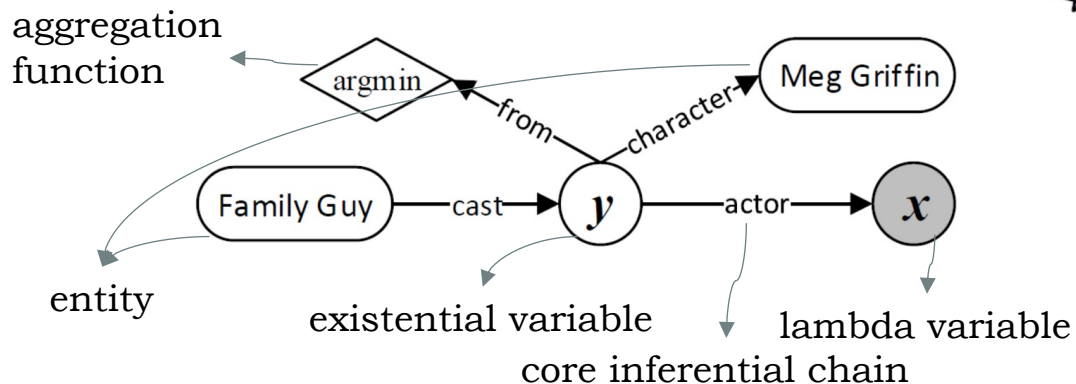 aggregation
function
argmin
Meg Griffin
from
character
Family Guy
cast
y
actor
x
entity
existential variable
lambda variable
core inferential chain